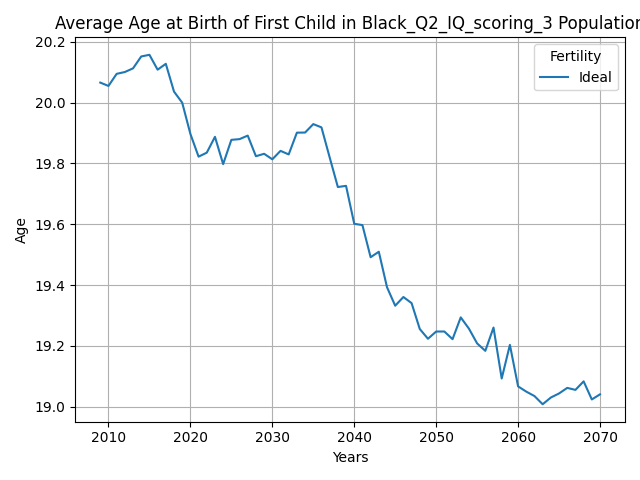 Average Age at Birth of First Child in Black_Q2_IQ_scoring_3 Population
Fertility
Ideal
20.2
20.0
19.8
19.6
19.4
19.2
19.0
Age
2010 2020 2030 2040 2050 2060 2070
Years